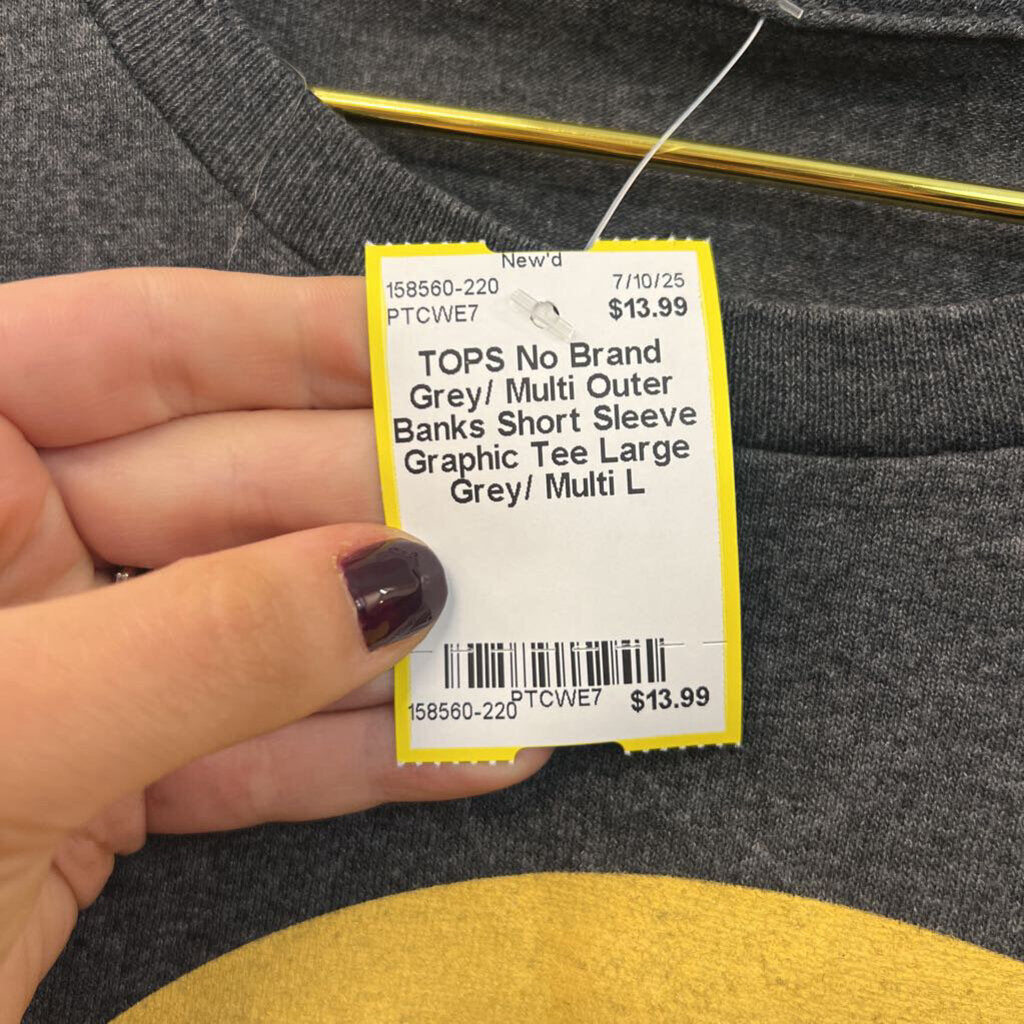 New'd
158560-220 7/10/25
PTCWE7 $13.99
TOPS No Brand
Grey/ Multi Outer
Banks Short Sleeve
Graphic Tee Large
Grey/ Multi L
158560-220 PTCWE7 $13.99